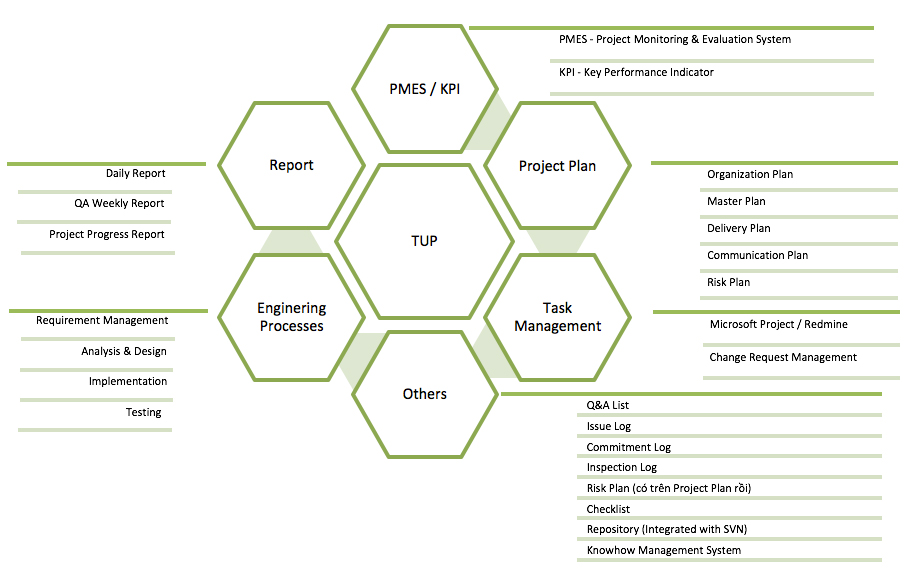 PMES / KPI
PMES - Project Monitoring & Evaluation System
KPI - Key Performance Indicator
Report
Daily Report
QA Weekly Report
Project Progress Report
Project Plan
Organization Plan
Master Plan
Delivery Plan
Communication Plan
Risk Plan
TUP
Enginering
Processes
Requirement Management
Analysis & Design
Implementation
Testing
Task
Management
Microsoft Project / Redmine
Change Request Management
Others
Q&A List
Issue Log
Commitment Log
Inspection Log
Risk Plan (có trên Project Plan rồi)
Checklist
Repository (Integrated with SVN)
Knowhow Management System